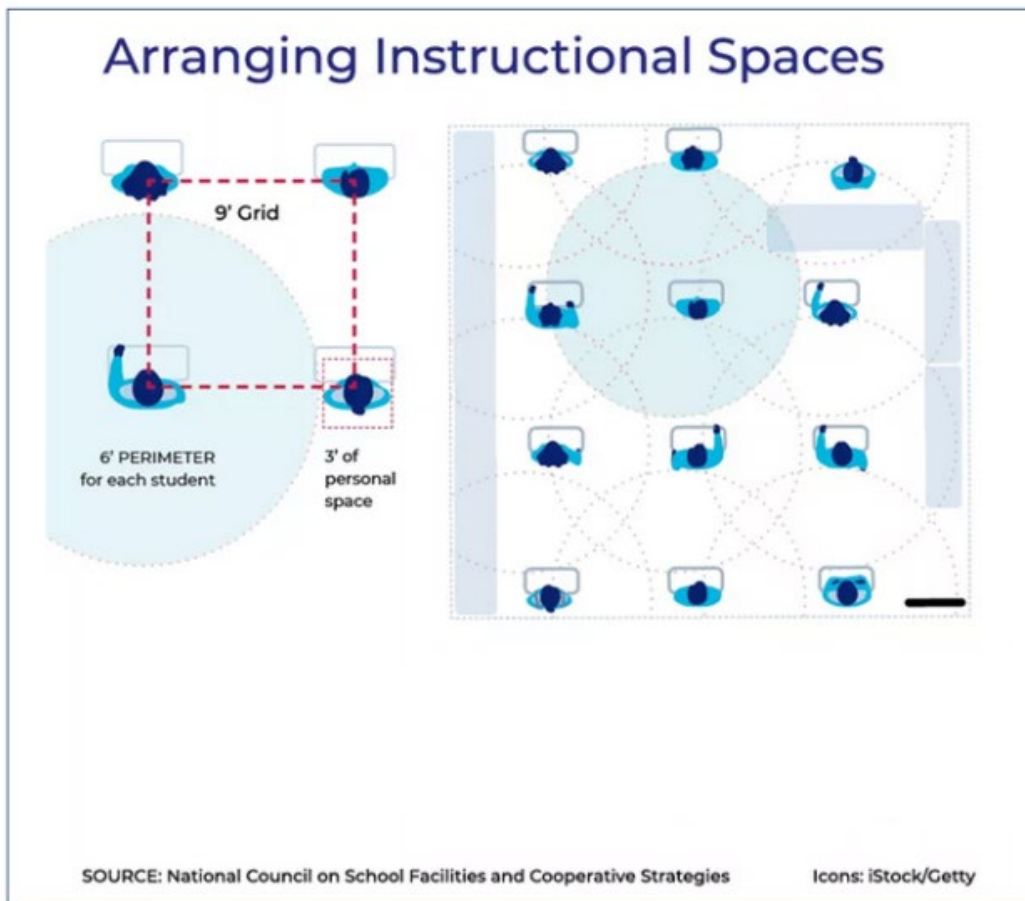 Arranging Instructional Spaces
9’ Grid
6’ PERIMETER
for each student
3’ of
personal
space
SOURCE: National Council on School Facilities and Cooperative Strategies
Icons: iStock/Getty